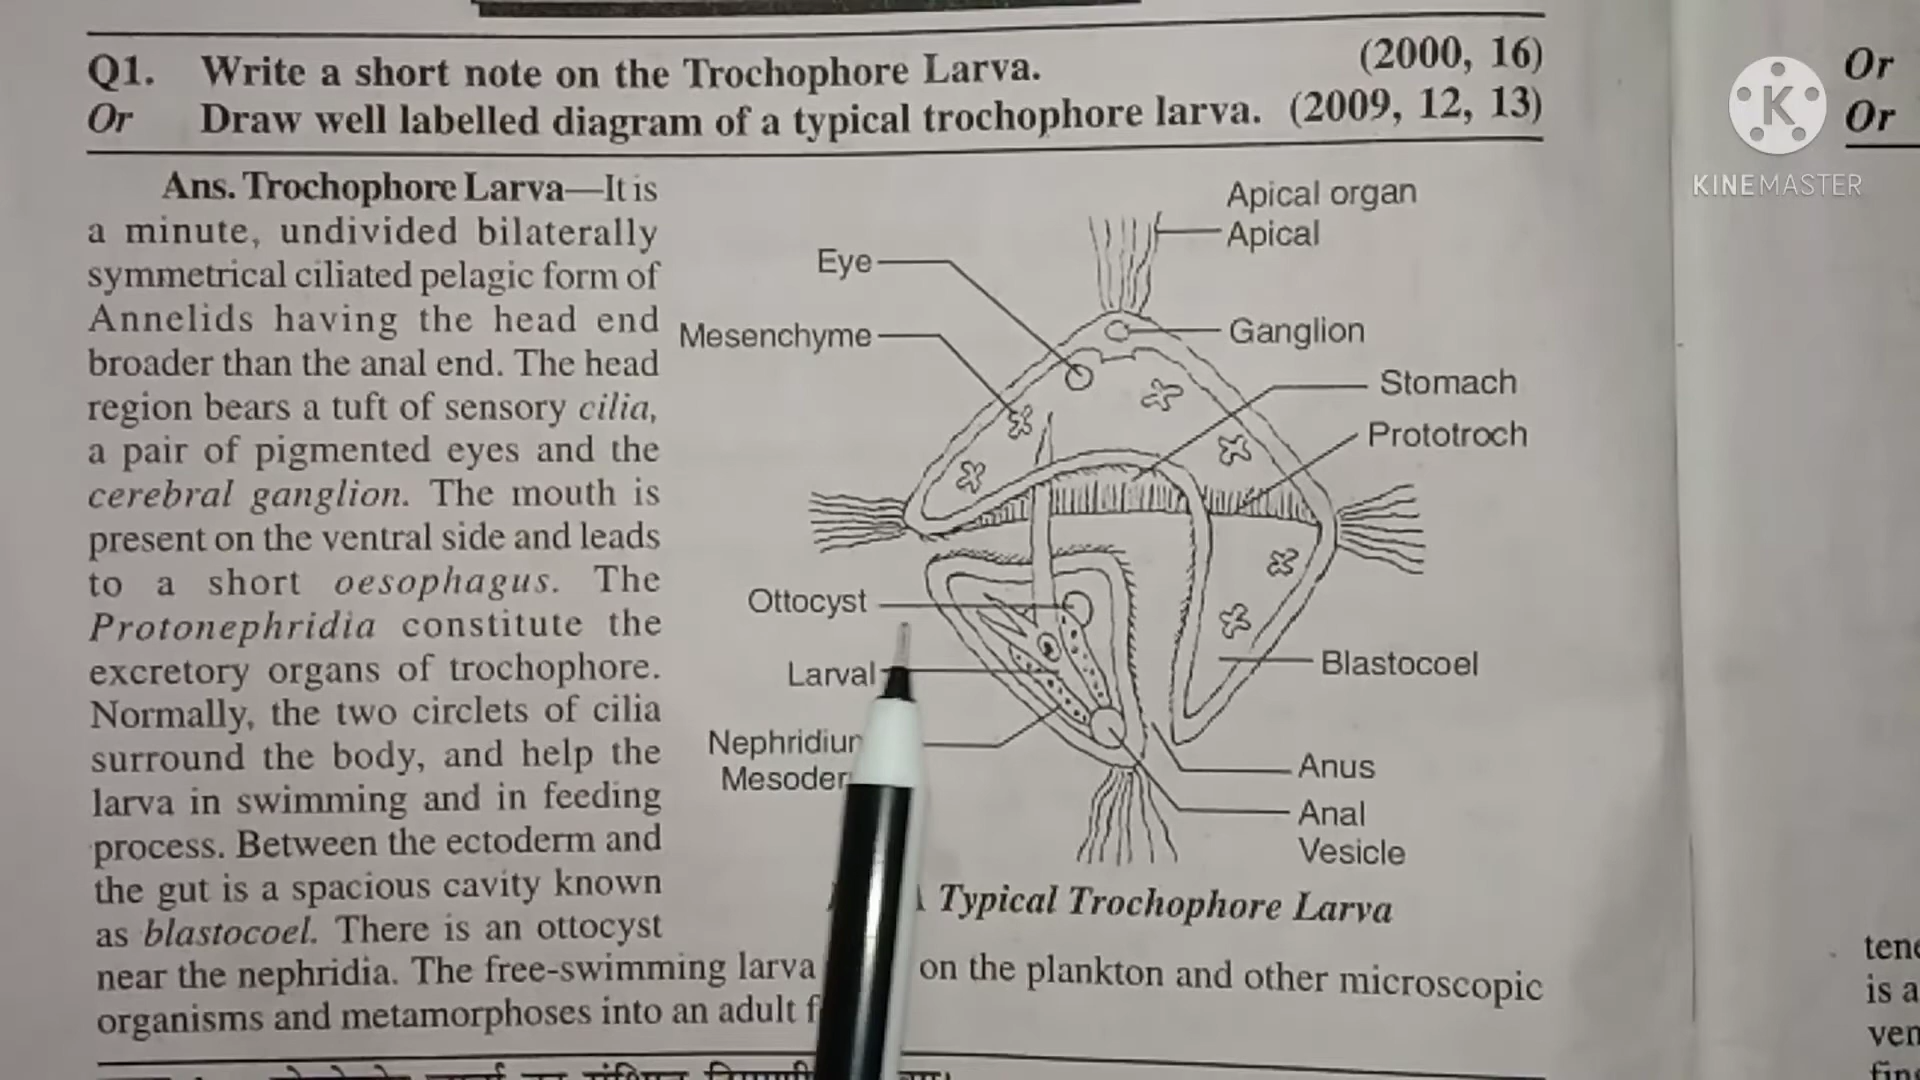 Q1. Write a short note on the Trochophore Larva. (2000, 16)
Or Draw well labelled diagram of a typical trochophore larva. (2009, 12, 13)
Ans. Trochophore Larva—It is
a minute, undivided bilaterally
symmetrical ciliated pelagic form of
Annelids having the head end
broader than the anal end. The head
region bears a tuft of sensory cilia,
a pair of pigmented eyes and the
cerebral ganglion. The mouth is
present on the ventral side and leads
to a short oesophagus. The
Protonephridia constitute the
excretory organs of trochophore.
Normally, the two circlets of cilia
surround the body, and help the
larva in swimming and in feeding
process. Between the ectoderm and
the gut is a spacious cavity known
as blastocoel. There is an ottocyst
near the nephridia. The free-swimming larva on the plankton and other microscopic
organisms and metamorphoses into an adult
Apical organ
Apical
Eye
Mesenchyme
Ganglion
Stomach
Prototroch
Ottocyst
Larval
Blastocoel
Anus
Anal
Vesicle
Typical Trochophore Larva
KINEMASTER
Or
Or
is a